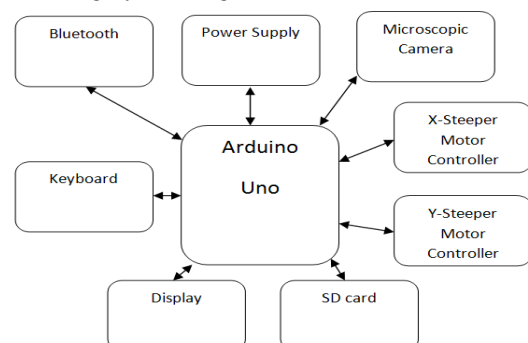 Bluetooth
Power Supply
Microscopic
Camera
X-Steeper
Motor
Controller
Arduino
Uno
Keyboard
Y-Steeper
Motor
Controller
Display
SD card